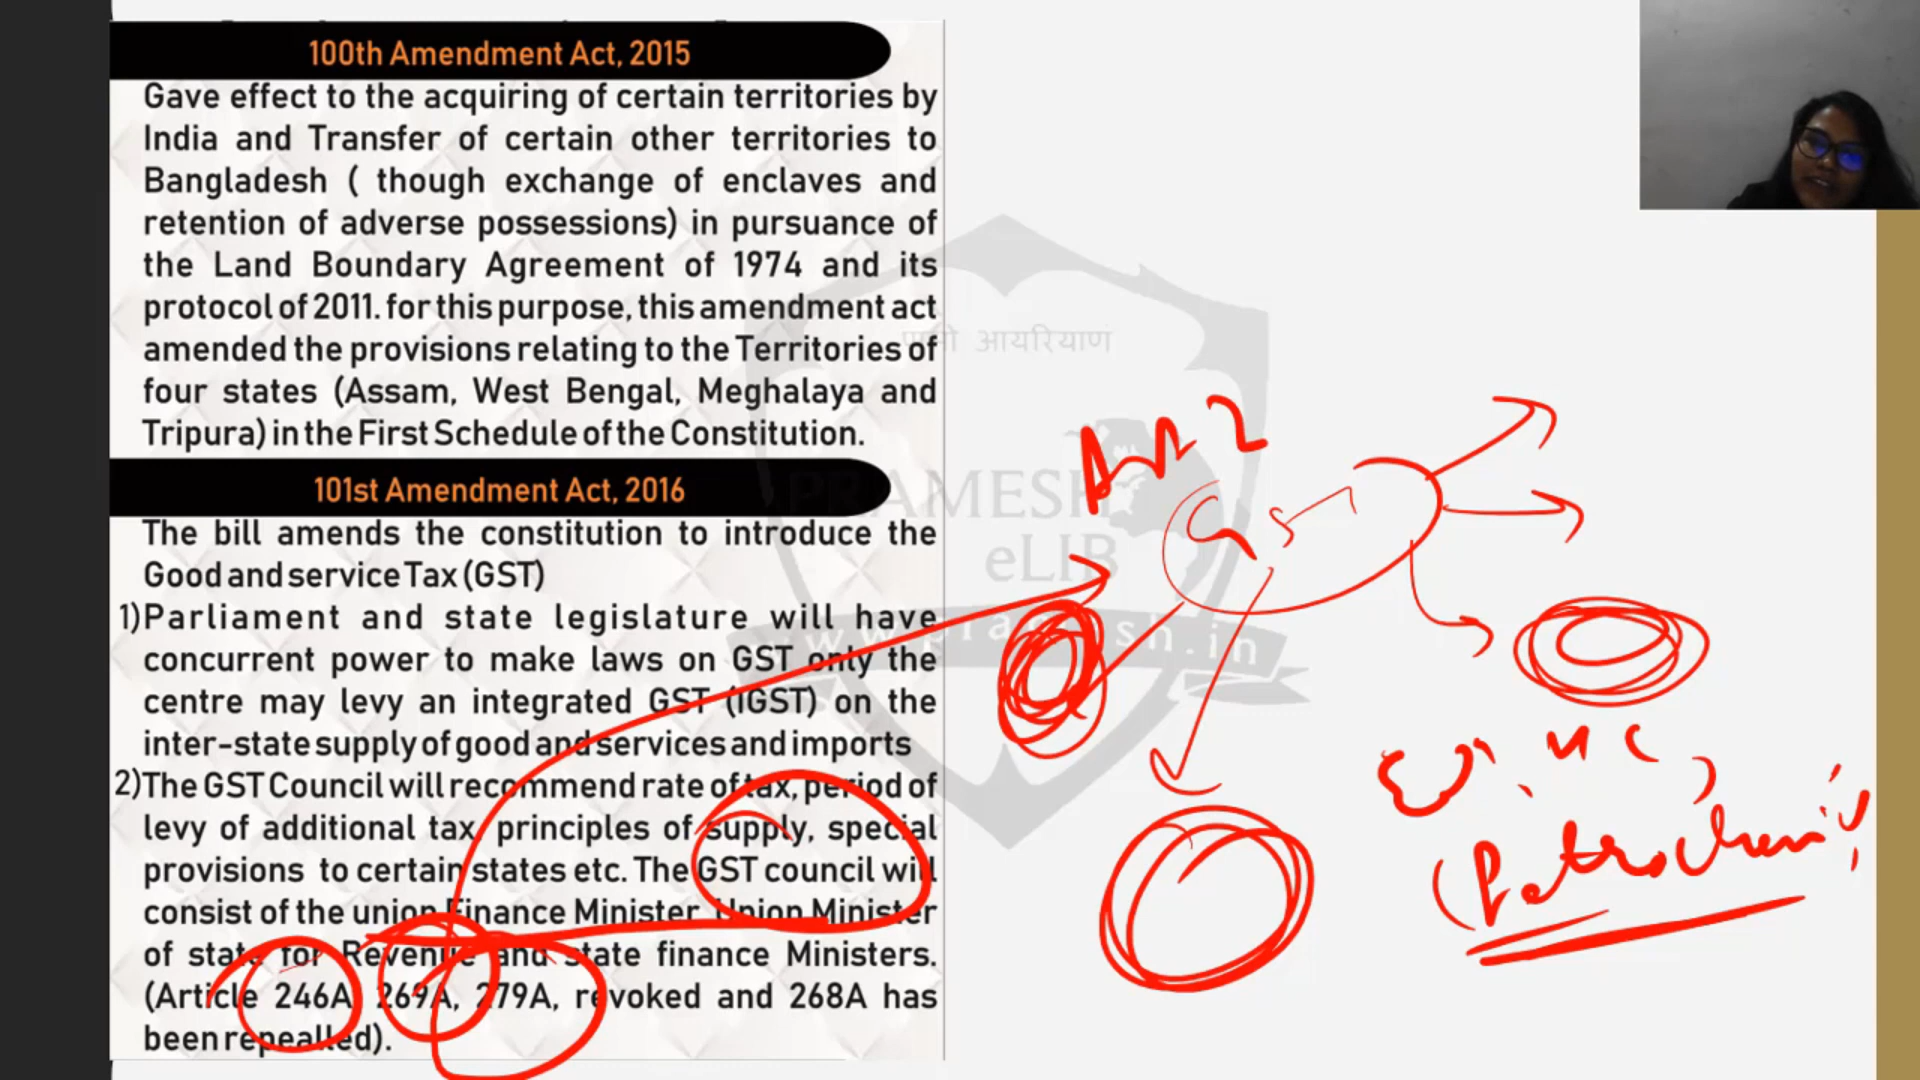 100th Amendment Act, 2015
Gave effect to the acquiring of certain territories by
India and Transfer of certain other territories to
Bangladesh ( though exchange of enclaves and
retention of adverse possessions) in pursuance of
the Land Boundary Agreement of 1974 and its
protocol of 2011. for this purpose, this amendment act
amended the provisions relating to the Territories of
four states (Assam, West Bengal, Meghalaya and
Tripura) in the First Schedule of the Constitution.
101st Amendment Act, 2016
The bill amends the constitution to introduce the
Good and service Tax (GST)
1)Parliament and state legislature will have
concurrent power to make laws on GST only the
centre may levy an integrated GST (IGST) on the
inter-state supply of good and services and imports
2)The GST Council will recommend rate of tax, period of
levy of additional tax, principles of supply, special
provisions to certain states etc. The GST council will
consist of the union Finance Minister, Union Minister
of state for Revenue and state finance Ministers.
(Article 246A, 269A, 279A, revoked and 268A has
been repealled).
आयरियाणं
PRAMESH
eLIB
www.pramesh.in
GST